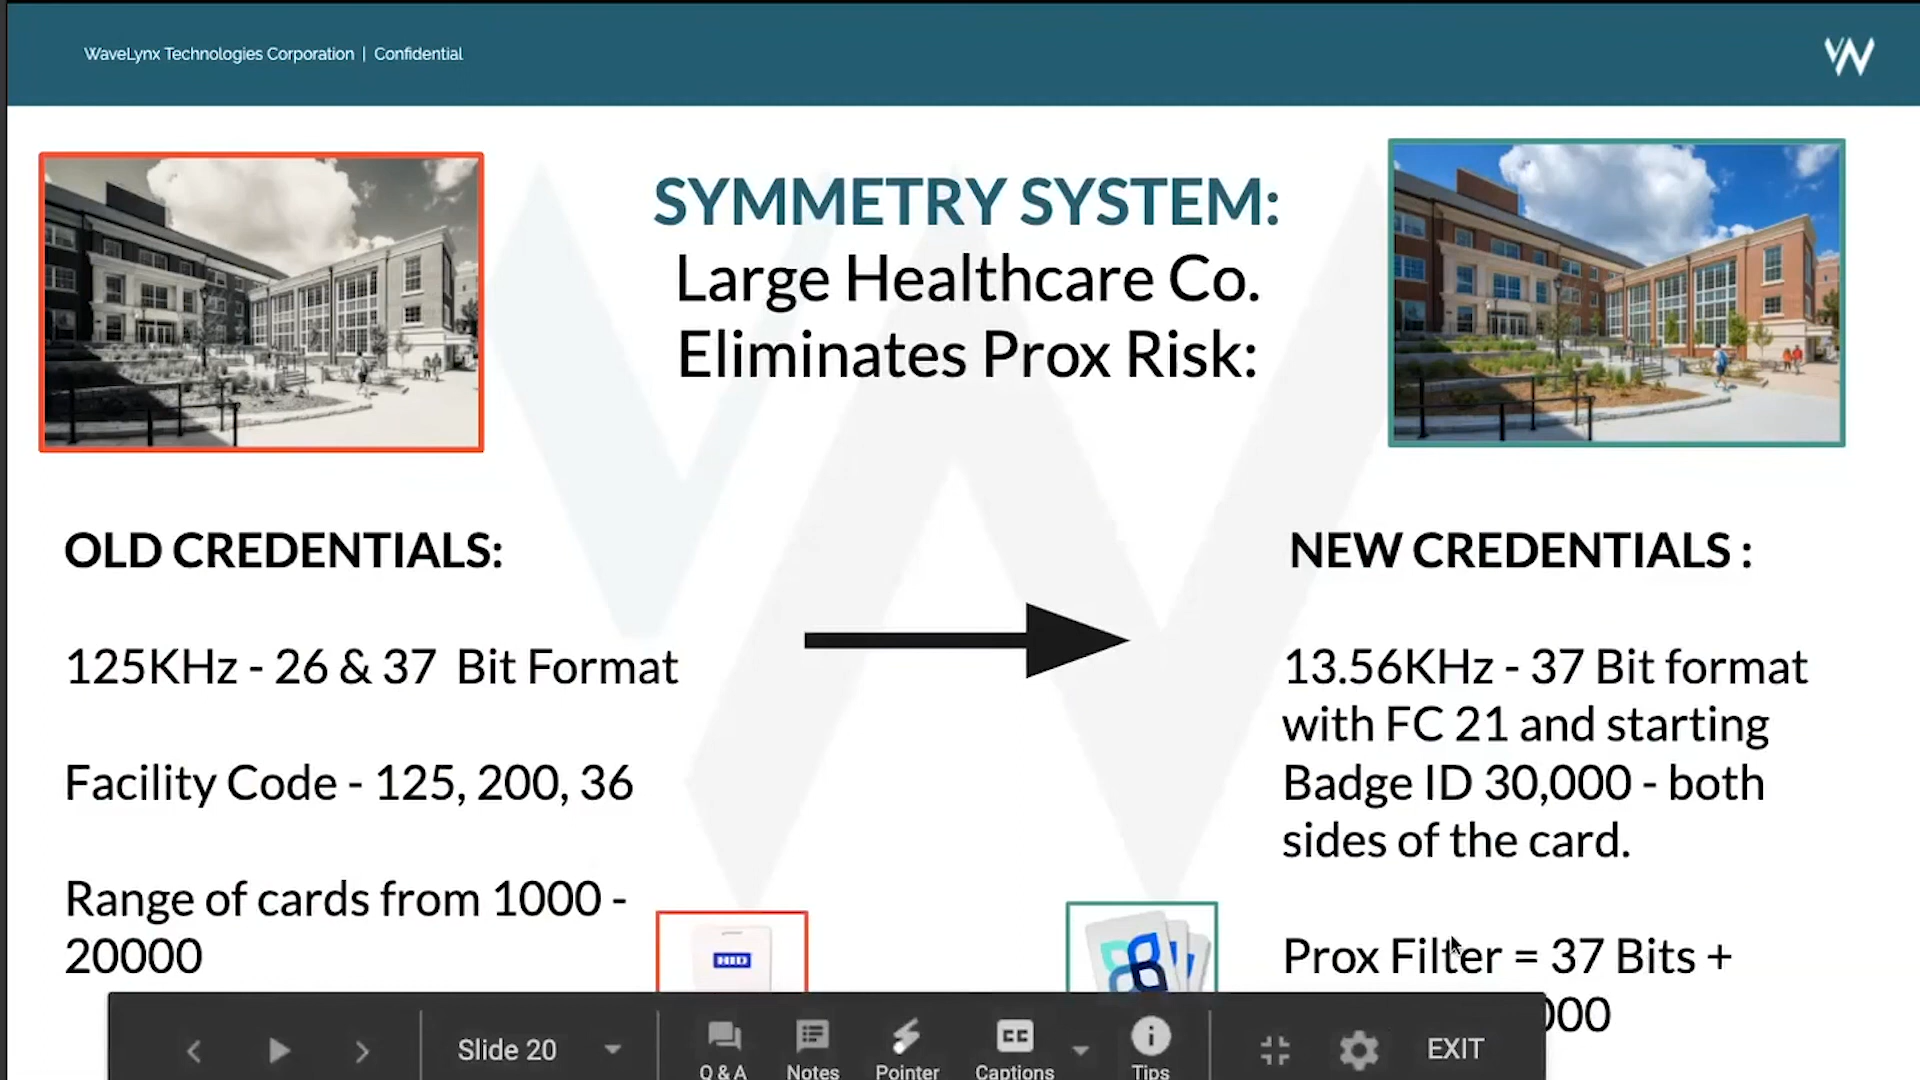 WaveLynx Technologies Corporation | Confidential
SYMMETRY SYSTEM:
Large Healthcare Co.
Eliminates Prox Risk:
OLD CREDENTIALS:
125KHz - 26 & 37 Bit Format
Facility Code - 125, 200, 36
Range of cards from 1000 -
20000
HID
NEW CREDENTIALS :
13.56KHz - 37 Bit format
with FC 21 and starting
Badge ID 30,000 - both
sides of the card.
Prox Filter = 37 Bits +
000
Slide 20
Q & A
Notes
Pointer
CC
Captions
Tips
EXIT